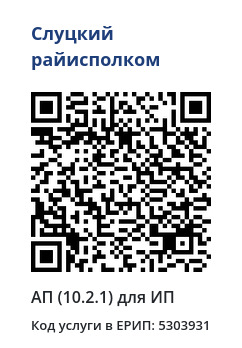 Слуцкий
райисполком
АП (10.2.1) для ИП
Код услуги в ЕРИП: 5303931